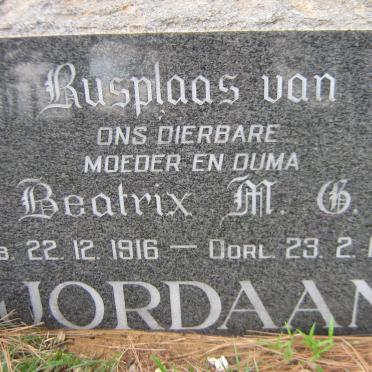 Rusplaas van
ONS DIERBARE
MOEDER EN OUMA
Beatrix M. G.
22.12.1916 — OORL. 23.2.
JORDAAN